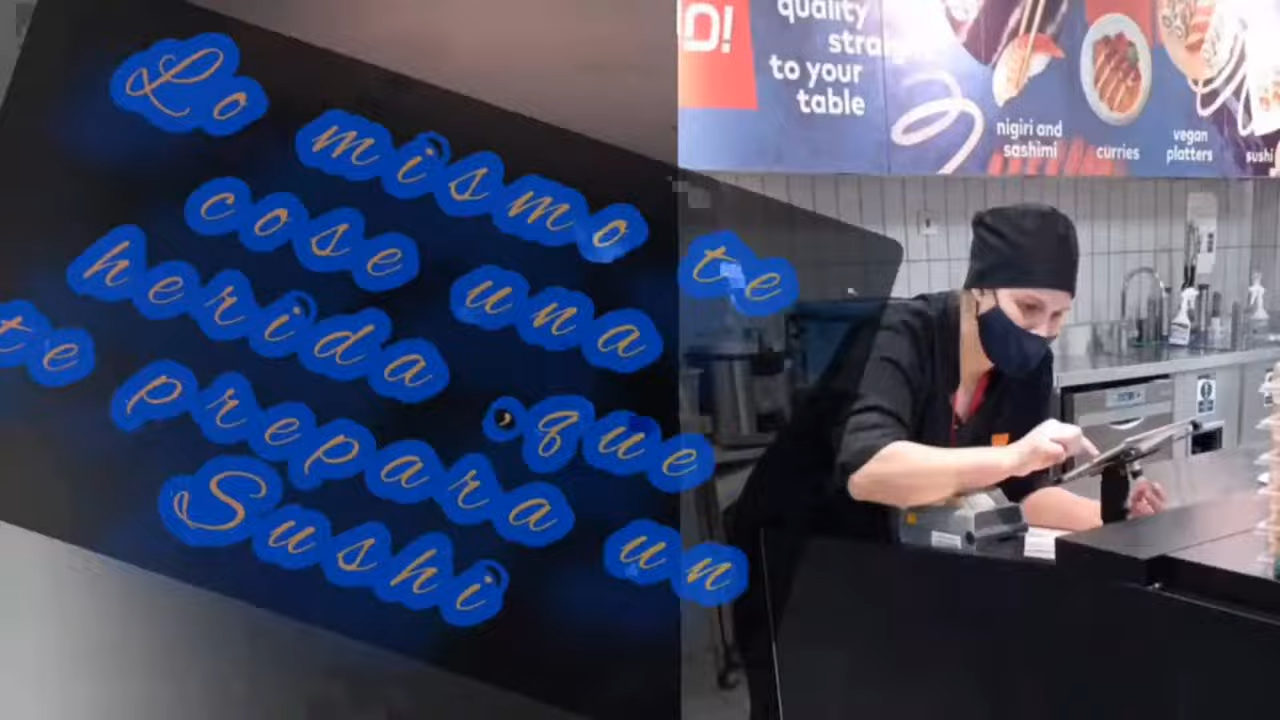 Lo mismo te
cose una
herida ,que
te prepara un
Sushi
O!
quality
stra
to your
table
nigiri and
sashimi
curries
vegan
platters
sushi